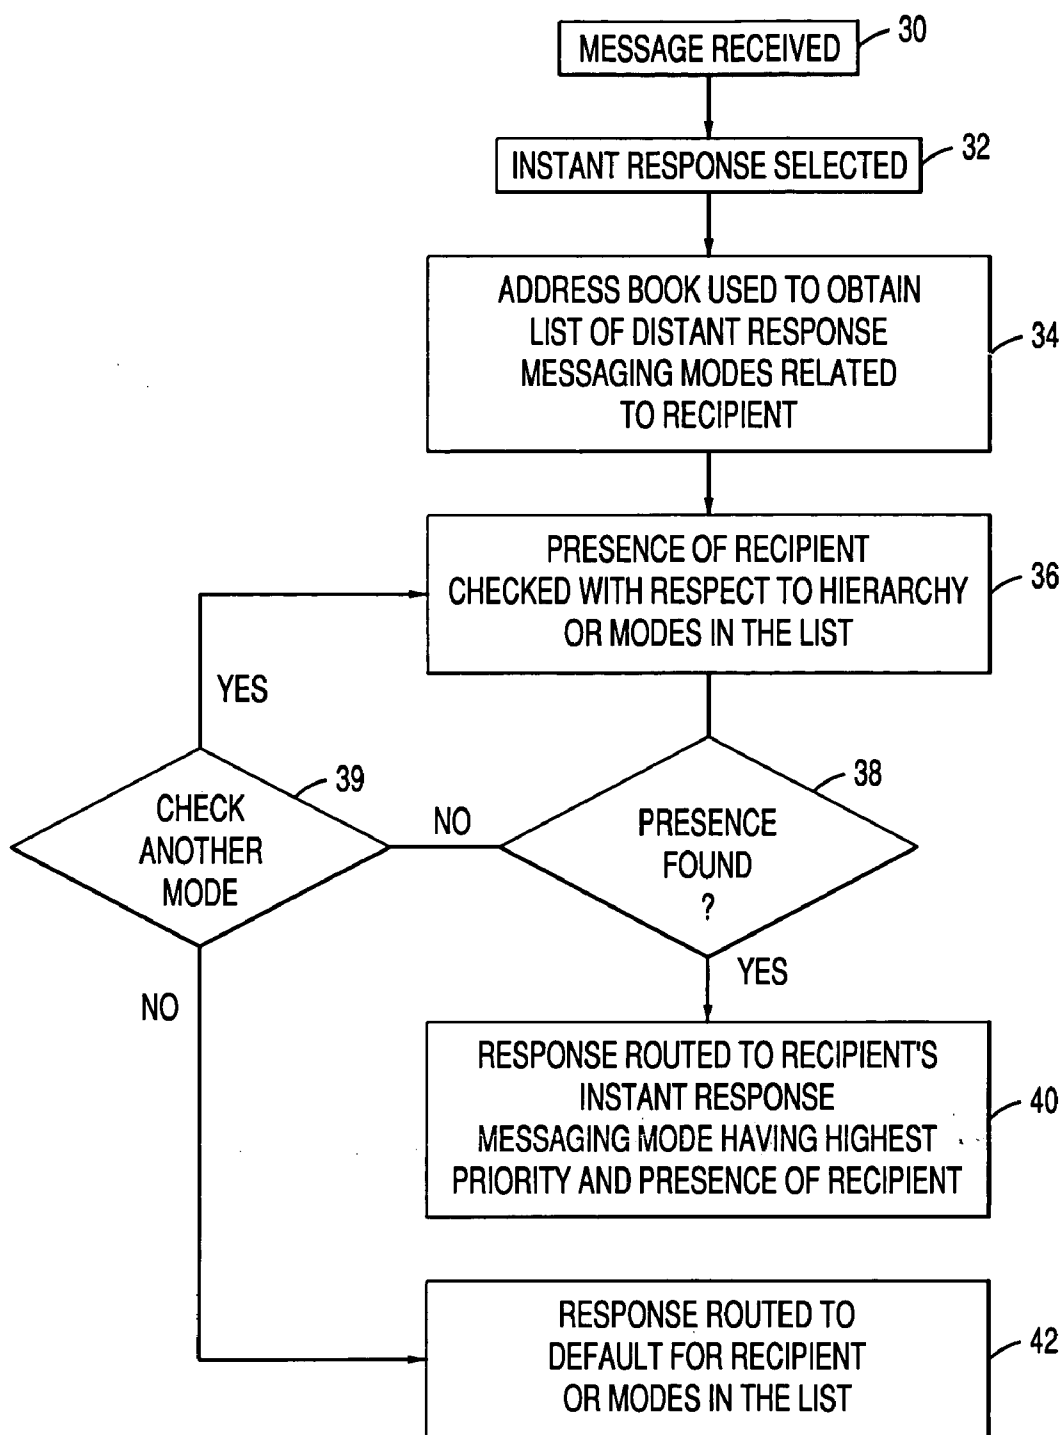 MESSAGE RECEIVED
30
INSTANT RESPONSE SELECTED
32
ADDRESS BOOK USED TO OBTAIN
LIST OF DISTANT RESPONSE
MESSAGING MODES RELATED
TO RECIPIENT
34
PRESENCE OF RECIPIENT
CHECKED WITH RESPECT TO HIERARCHY
OR MODES IN THE LIST
36
YES
39
CHECK
ANOTHER
MODE
NO
38
PRESENCE
FOUND
?
YES
NO
RESPONSE ROUTED TO RECIPIENT'S
INSTANT RESPONSE
MESSAGING MODE HAVING HIGHEST
PRIORITY AND PRESENCE OF RECIPIENT
40
RESPONSE ROUTED TO
DEFAULT FOR RECIPIENT
OR MODES IN THE LIST
42